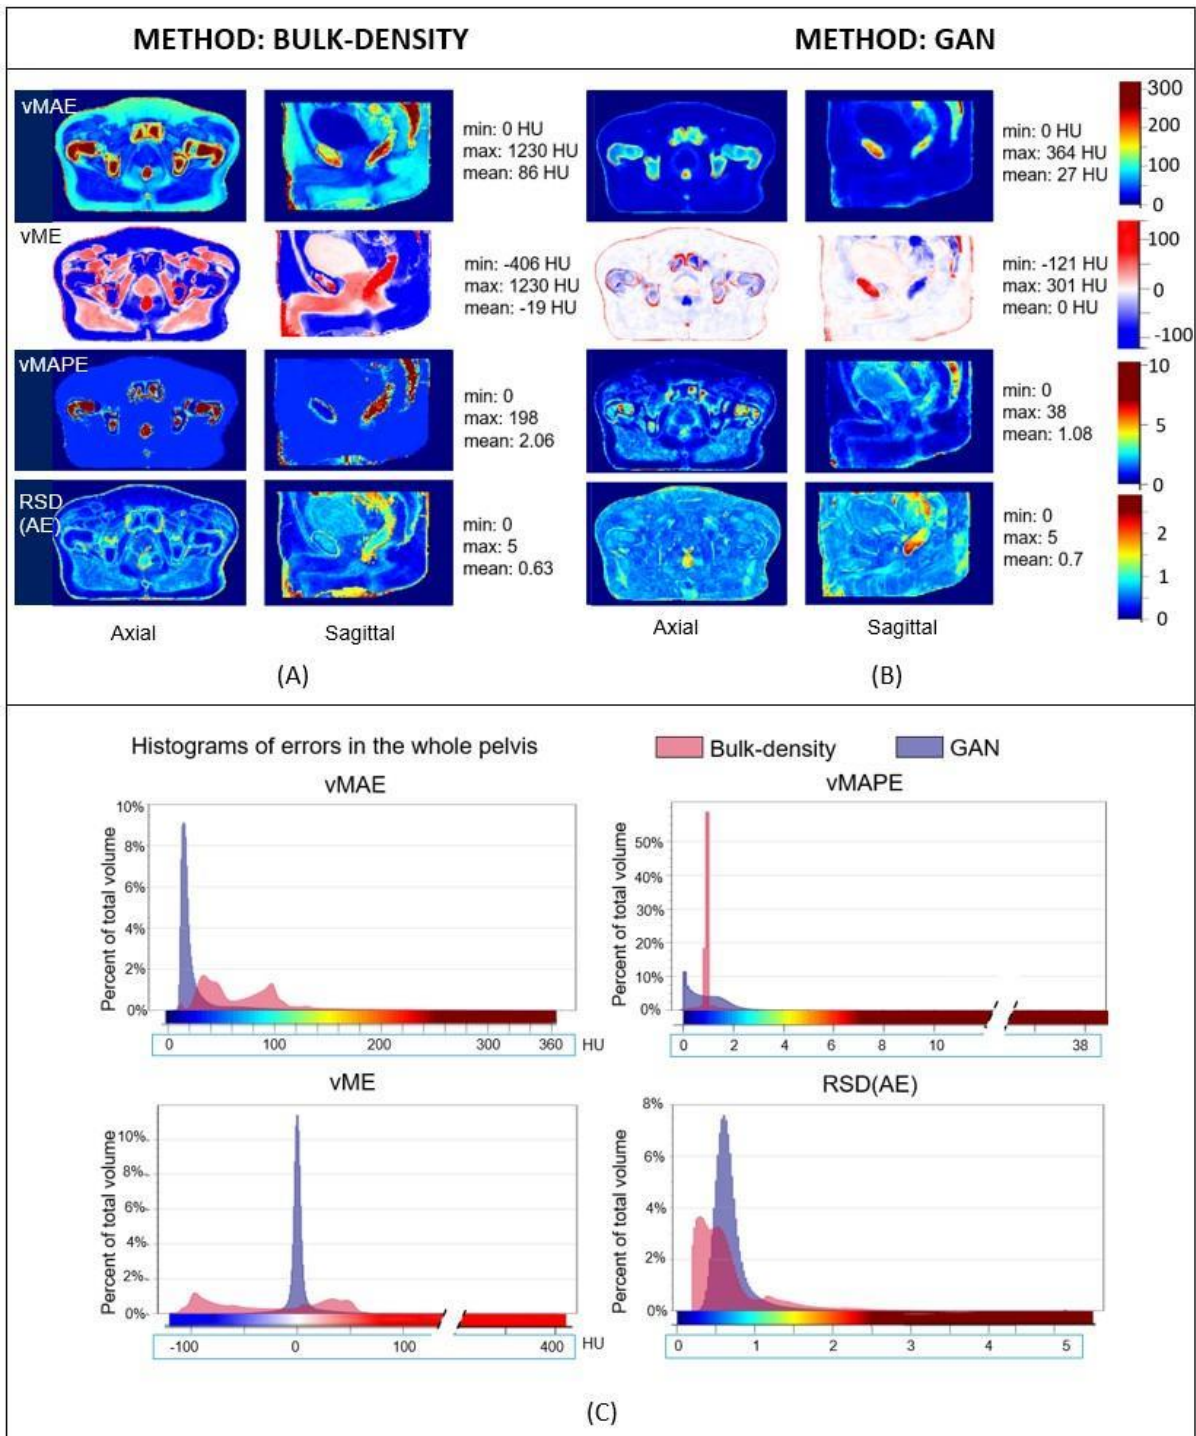 METHOD: BULK-DENSITY
METHOD: GAN
vMAE
min: 0 HU
max: 1230 HU
mean: 86 HU
min: 0 HU
max: 364 HU
mean: 27 HU
300
200
100
0
vME
min: -406 HU
max: 1230 HU
mean: -19 HU
min: -121 HU
max: 301 HU
mean: 0 HU
100
0
-100
vMAPE
min: 0
max: 198
mean: 2.06
min: 0
max: 38
mean: 1.08
10
5
0
RSD
(AE)
min: 0
max: 5
mean: 0.63
min: 0
max: 5
mean: 0.7
2
1
0
Axial
Sagittal
Axial
Sagittal
(A)
(B)
Histograms of errors in the whole pelvis
Bulk-density
GAN
vMAE
Percent of total volume
10%
8%
6%
4%
2%
0%
0 100 200 300 360 HU
vMAPE
Percent of total volume
50%
40%
30%
20%
10%
0%
0 2 4 6 8 10 38
vME
Percent of total volume
10%
8%
6%
4%
2%
0%
-100 0 100 400 HU
RSD(AE)
Percent of total volume
8%
6%
4%
2%
0%
0 1 2 3 4 5
(C)